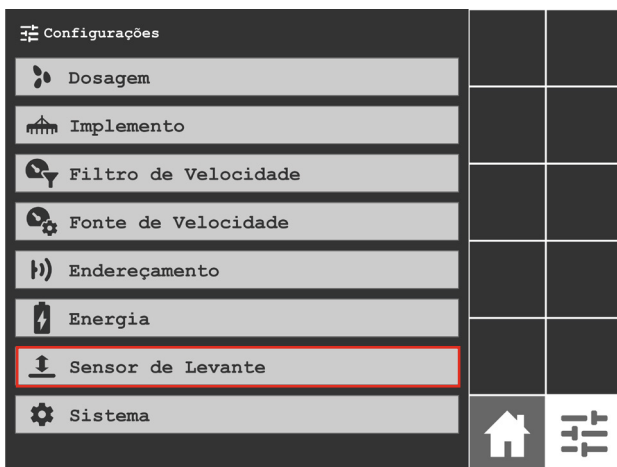 Configurações
Dosagem
Implemento
Filtro de Velocidade
Fonte de Velocidade
Endereçamento
Energia
Sensor de Levante
Sistema